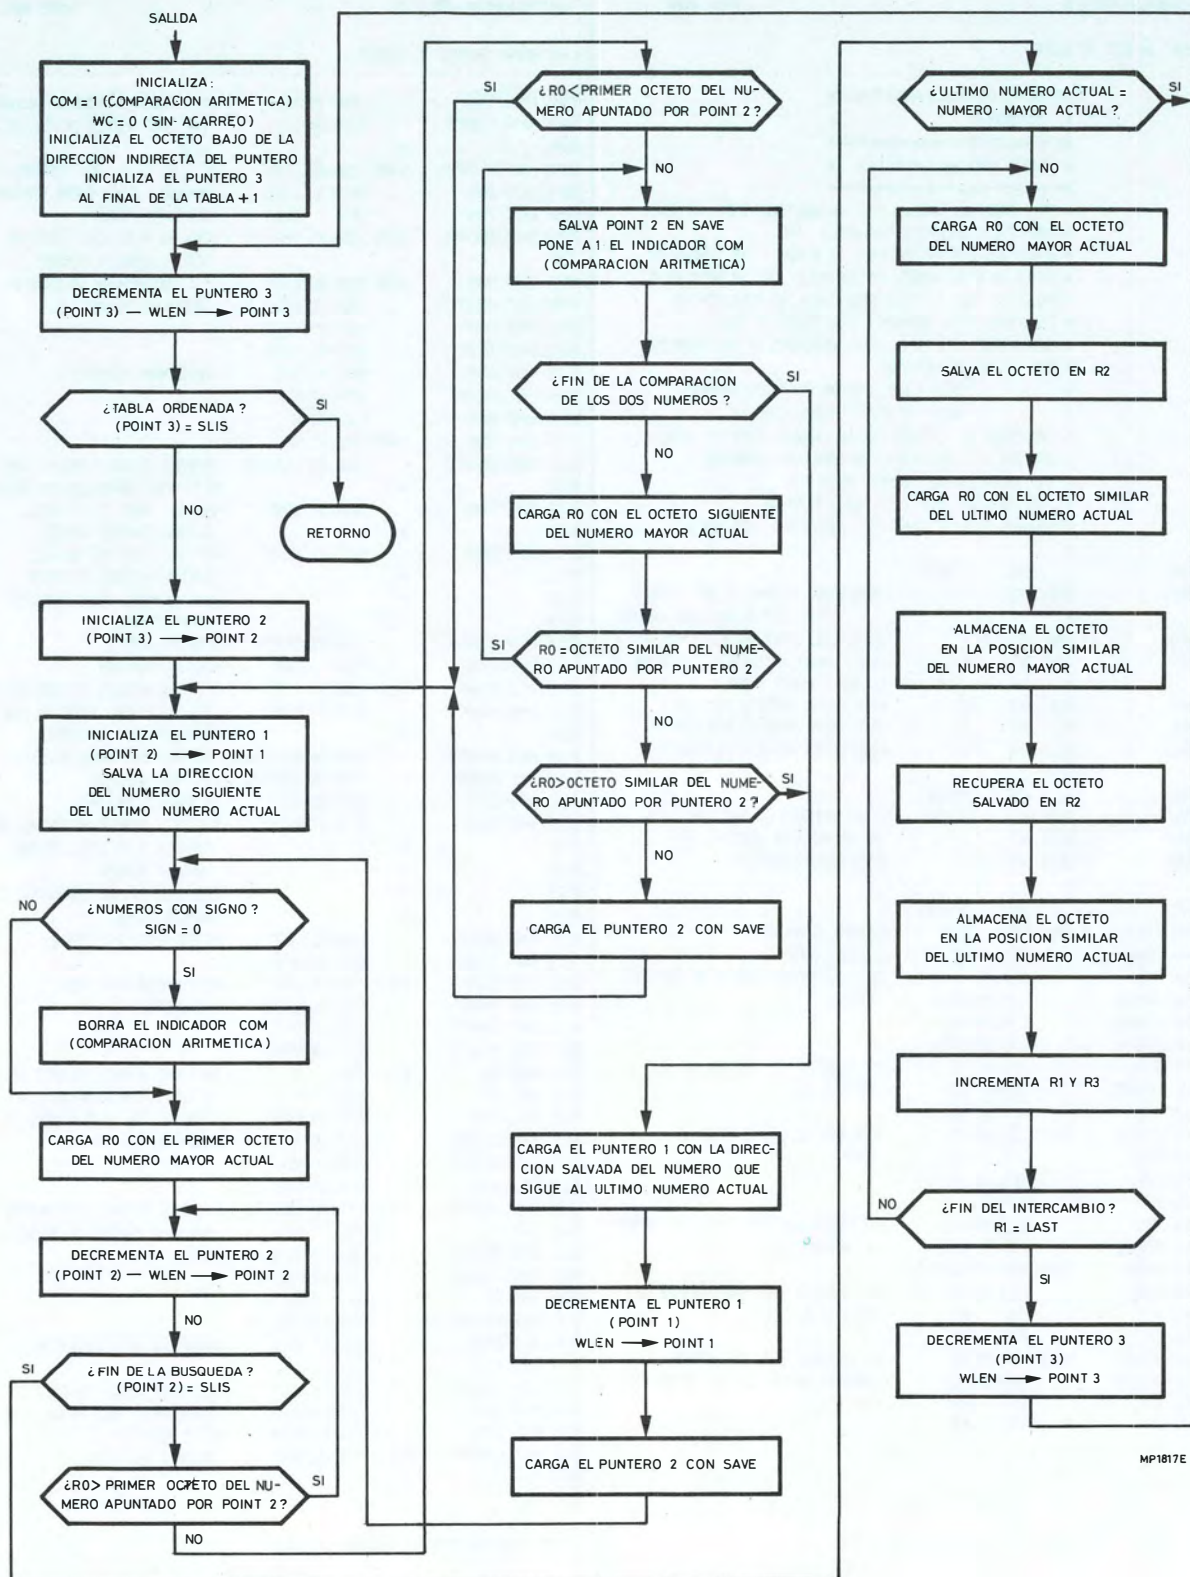 SALIDA
INICIALIZA:
COM = 1 (COMPARACION ARITMETICA)
WC = 0 (SIN ACARREO)
INICIALIZA EL OCTETO BAJO DE LA
DIRECCION INDIRECTA DEL PUNTERO
INICIALIZA EL PUNTERO 3
AL FINAL DE LA TABLA + 1
DECREMENTA EL PUNTERO 3
(POINT 3) — WLEN → POINT 3
¿TABLA ORDENADA?
(POINT 3) = SLIS
SI
NO
RETORNO
INICIALIZA EL PUNTERO 2
(POINT 3) → POINT 2
INICIALIZA EL PUNTERO 1
(POINT 2) → POINT 1
SALVA LA DIRECCION
DEL NUMERO SIGUIENTE
DEL ULTIMO NUMERO ACTUAL
NO
¿NUMEROS CON SIGNO?
SIGN = 0
SI
BORRA EL INDICADOR COM
(COMPARACION ARITMETICA)
CARGA R0 CON EL PRIMER OCTETO
DEL NUMERO MAYOR ACTUAL
DECREMENTA EL PUNTERO 2
(POINT 2) — WLEN → POINT 2
NO
SI
¿FIN DE LA BUSQUEDA?
(POINT 2) = SLIS
¿R0> PRIMER OCTETO DEL NU-
MERO APUNTADO POR POINT 2?
SI
NO
SI
¿R0<PRIMER OCTETO DEL NU-
MERO APUNTADO POR POINT 2?
NO
SALVA POINT 2 EN SAVE
PONE A 1 EL INDICADOR COM
(COMPARACION ARITMETICA)
¿FIN DE LA COMPARACION
DE LOS DOS NUMEROS?
SI
NO
CARGA R0 CON EL OCTETO SIGUIENTE
DEL NUMERO MAYOR ACTUAL
SI
R0 = OCTETO SIMILAR DEL NUME-
RO APUNTADO POR PUNTERO 2
NO
¿R0>OCTETO SIMILAR DEL NUME-
RO APUNTADO POR PUNTERO 2?
SI
NO
CARGA EL PUNTERO 2 CON SAVE
CARGA EL PUNTERO 1 CON LA DIREC-
CION SALVADA DEL NUMERO QUE
SIGUE AL ULTIMO NUMERO ACTUAL
DECREMENTA EL PUNTERO 1
(POINT 1)
WLEN → POINT 1
CARGA EL PUNTERO 2 CON SAVE
¿ULTIMO NUMERO ACTUAL =
NUMERO MAYOR ACTUAL?
SI
NO
CARGA R0 CON EL OCTETO
DEL NUMERO MAYOR ACTUAL
SALVA EL OCTETO EN R2
CARGA R0 CON EL OCTETO SIMILAR
DEL ULTIMO NUMERO ACTUAL
ALMACENA EL OCTETO
EN LA POSICION SIMILAR
DEL NUMERO MAYOR ACTUAL
RECUPERA EL OCTETO
SALVADO EN R2
ALMACENA EL OCTETO
EN LA POSICION SIMILAR
DEL ULTIMO NUMERO ACTUAL
INCREMENTA R1 Y R3
NO
¿FIN DEL INTERCAMBIO?
R1 = LAST
SI
DECREMENTA EL PUNTERO 3
(POINT 3)
WLEN → POINT 3
MP1817E